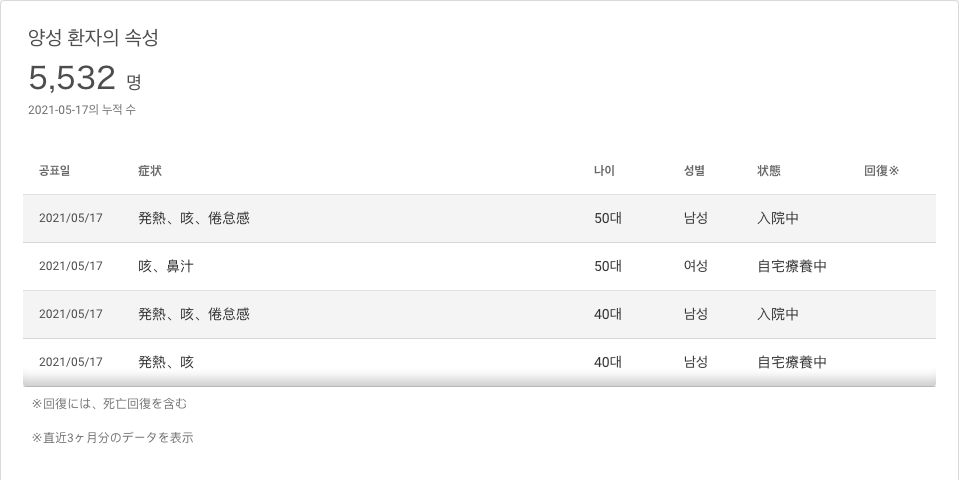 양성 환자의 속성
5,532 명
2021-05-17의 누적 수
공표일 症状 나이 성별 状態 回復※
2021/05/17 発熱、咳、倦怠感 50대 남성 入院中
2021/05/17 咳、鼻汁 50대 여성 自宅療養中
2021/05/17 発熱、咳、倦怠感 40대 남성 入院中
2021/05/17 発熱、咳 40대 남성 自宅療養中
※回復には、死亡回復を含む
※直近3ヶ月分のデータを表示